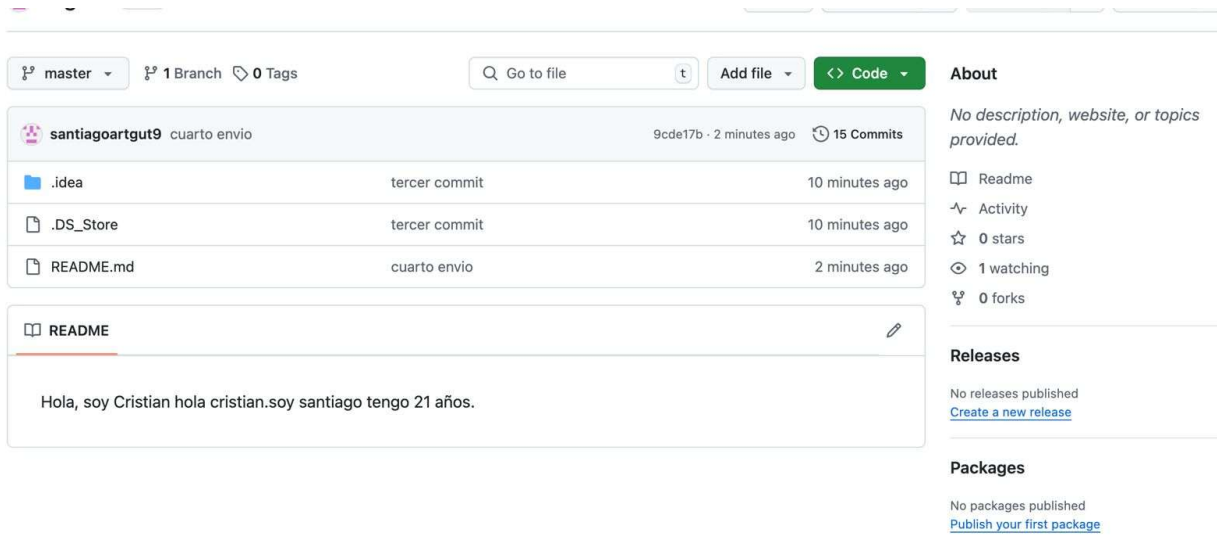 master
1 Branch
0 Tags
Go to file
t
Add file
<> Code
santiagoartgut9 cuarto envio
9cde17b · 2 minutes ago
15 Commits
.idea
tercer commit
10 minutes ago
.DS_Store
tercer commit
10 minutes ago
README.md
cuarto envio
2 minutes ago
README
Hola, soy Cristian hola cristian.soy santiago tengo 21 años.
About
No description, website, or topics
provided.
Readme
Activity
0 stars
1 watching
0 forks
Releases
No releases published
Create a new release
Packages
No packages published
Publish your first package